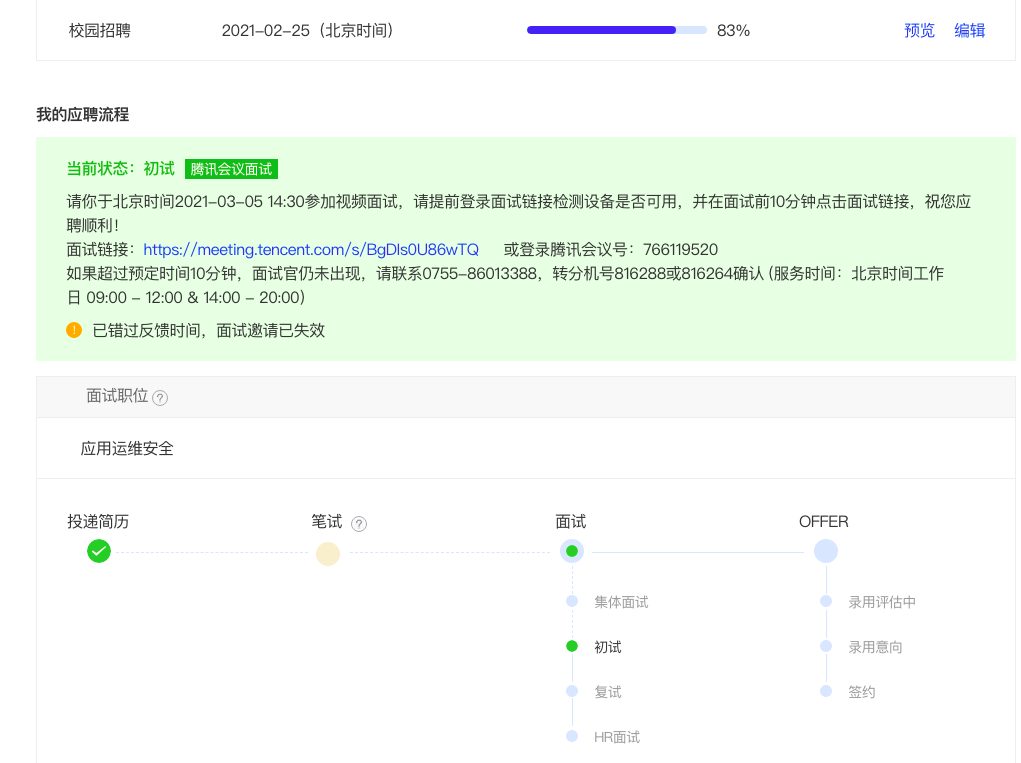 校园招聘 2021-02-25（北京时间） 83% 预览 编辑
我的应聘流程
当前状态：初试 腾讯会议面试
请你于北京时间2021-03-05 14:30参加视频面试，请提前登录面试链接检测设备是否可用，并在面试前10分钟点击面试链接，祝您应
聘顺利！
面试链接：https://meeting.tencent.com/s/BgDIs0U86wTQ 或登录腾讯会议号：766119520
如果超过预定时间10分钟，面试官仍未出现，请联系0755-86013388，转分机号816288或816264确认 (服务时间：北京时间工作
日 09:00 - 12:00 & 14:00 - 20:00）
! 已错过反馈时间，面试邀请已失效
面试职位 ?
应用运维安全
投递简历 笔试 ? 面试 OFFER
集体面试 录用评估中
初试 录用意向
复试 签约
HR面试